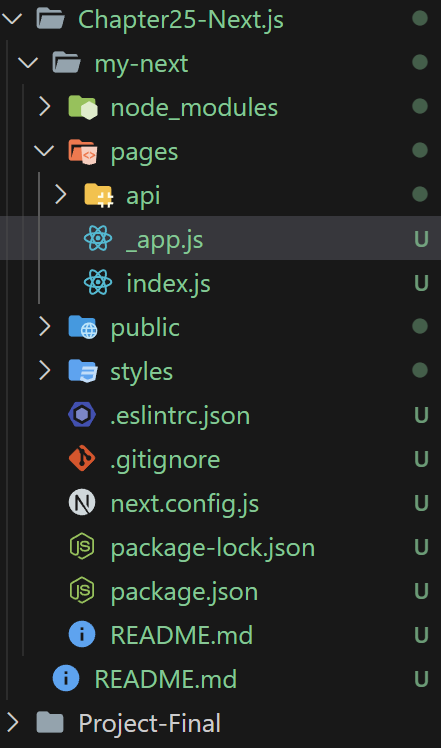 Chapter25-Next.js
my-next
node_modules
pages
api
_app.js U
index.js U
public
styles
.eslintrc.json U
.gitignore U
next.config.js U
package-lock.json U
package.json U
README.md U
README.md U
Project-Final